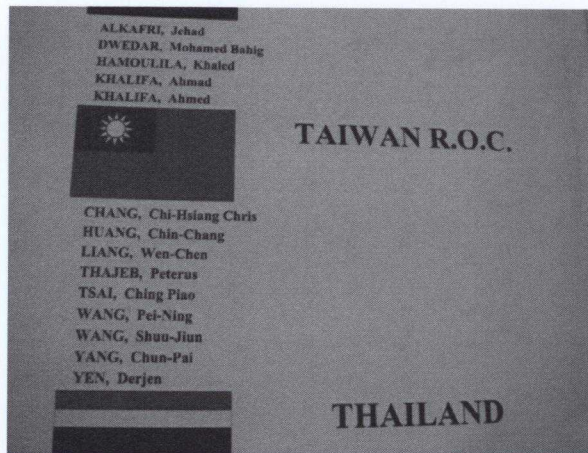 ALKAFRI, Jehad
DWEDAR, Mohamed Bahig
HAMOULILA, Khaled
KHALIFA, Ahmad
KHALIFA, Ahmed
TAIWAN R.O.C.
CHANG, Chi-Hsiang Chris
HUANG, Chin-Chang
LIANG, Wen-Chen
THAJEB, Peterus
TSAI, Ching Piao
WANG, Pei-Ning
WANG, Shuu-Jiun
YANG, Chun-Pai
YEN, Derjen
THAILAND